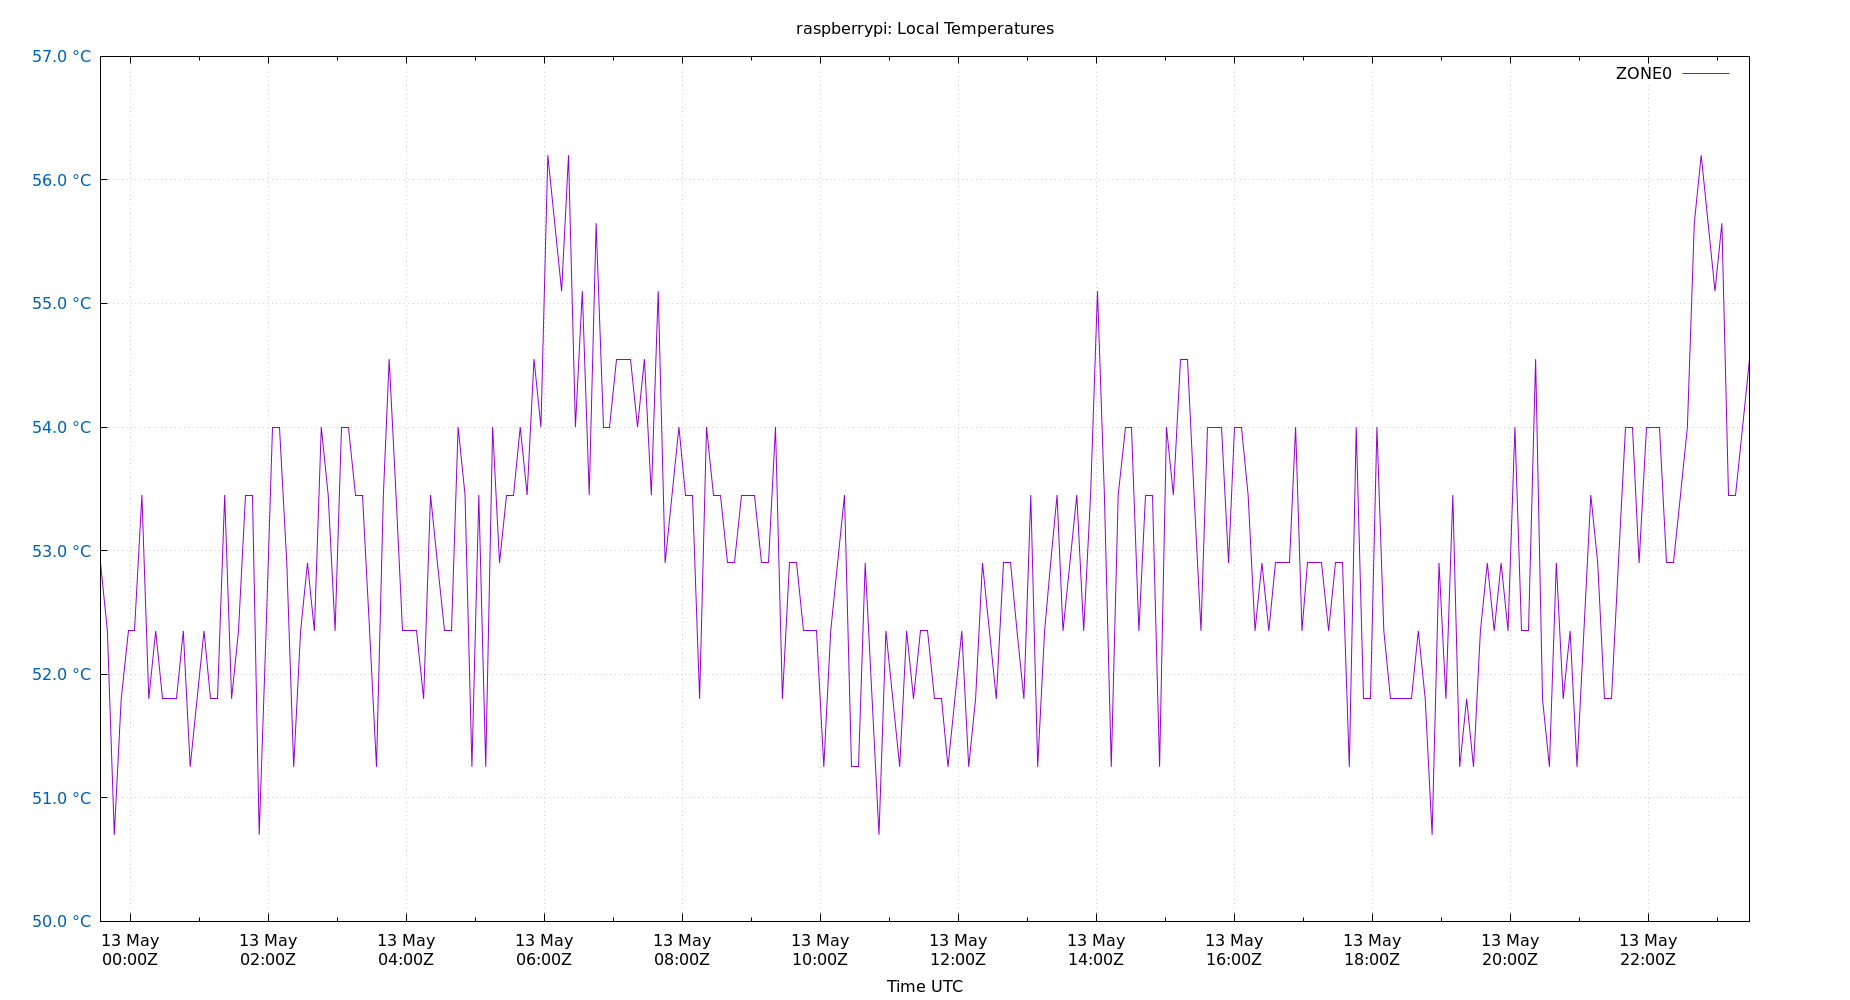 raspberrypi: Local Temperatures
57.0 °C
ZONE0
56.0 °C
55.0 °C
54.0 °C
53.0 °C
52.0 °C
51.0 °C
50.0 °C
13 May 13 May 13 May 13 May 13 May 13 May 13 May 13 May 13 May 13 May 13 May 13 May
00:00Z 02:00Z 04:00Z 06:00Z 08:00Z 10:00Z 12:00Z 14:00Z 16:00Z 18:00Z 20:00Z 22:00Z
Time UTC